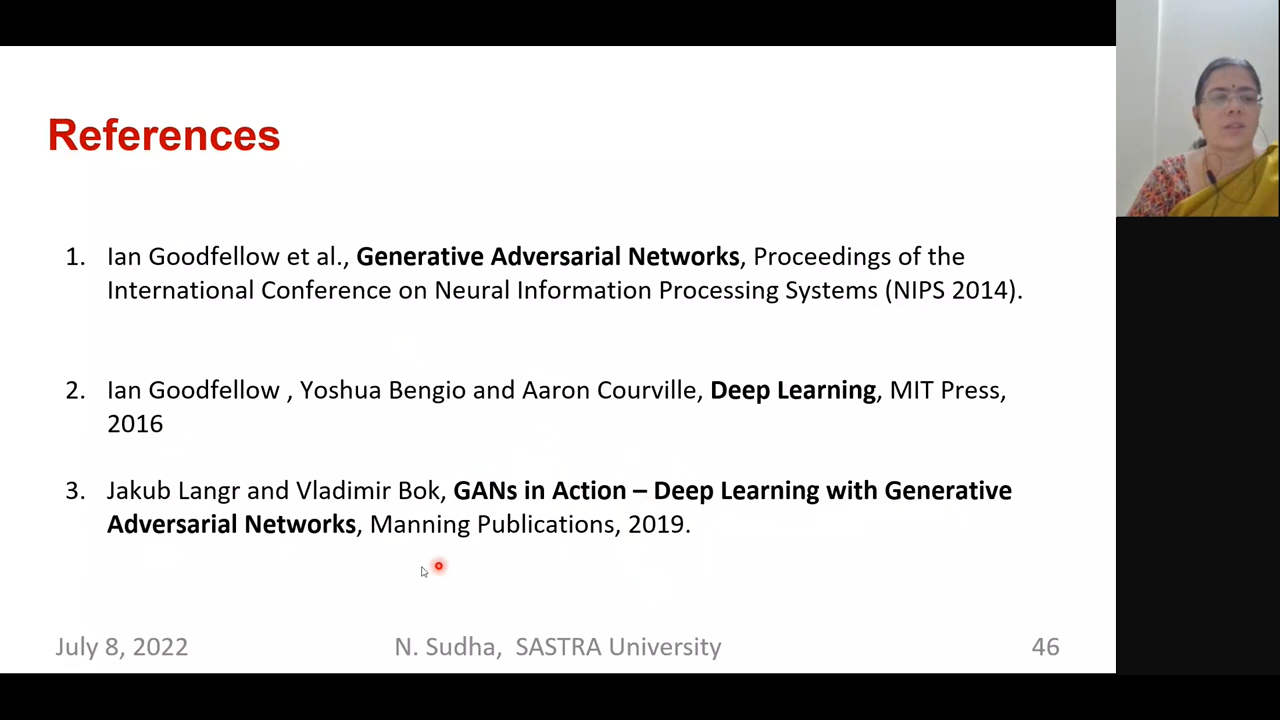 References
1. Ian Goodfellow et al., Generative Adversarial Networks, Proceedings of the
International Conference on Neural Information Processing Systems (NIPS 2014).
2. Ian Goodfellow , Yoshua Bengio and Aaron Courville, Deep Learning, MIT Press,
2016
3. Jakub Langr and Vladimir Bok, GANs in Action – Deep Learning with Generative
Adversarial Networks, Manning Publications, 2019.
July 8, 2022 N. Sudha, SASTRA University 46